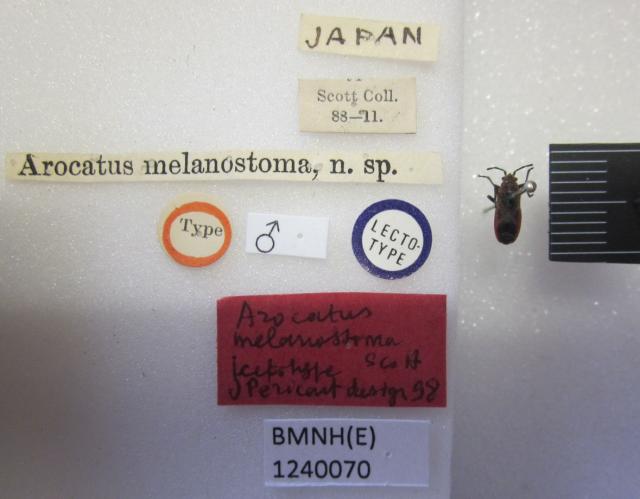 JAPAN
Scott Coll.
88—11.
Arocatus melanostoma, n. sp.
Type
♂
LECTO-
TYPE
Arocatus
melanostoma
Scott
lectotype
J Pericart design 98
BMNH(E)
1240070